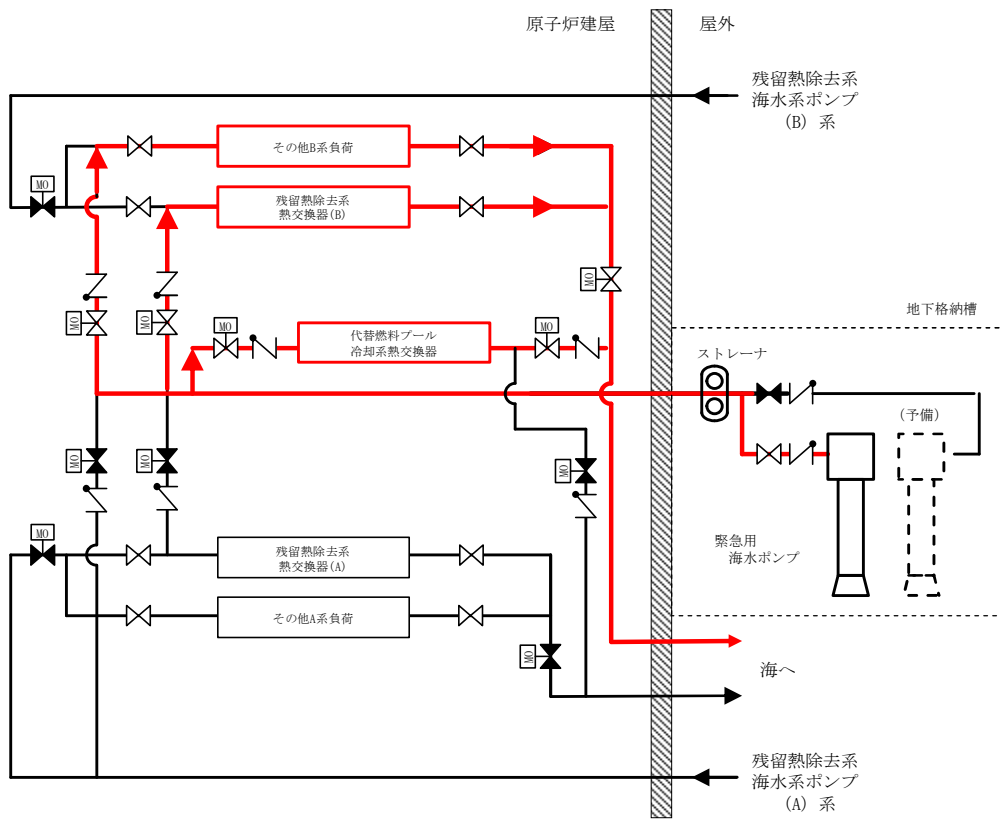 原子炉建屋
屋外
残留熱除去系
海水系ポンプ
(B) 系
その他B系負荷
MO
残留熱除去系
熱交換器(B)
MO
地下格納槽
MO
MO
MO
代替燃料プール
冷却系熱交換器
MO
ストレーナ
(予備)
MO
MO
MO
MO
残留熱除去系
熱交換器(A)
緊急用
海水ポンプ
その他A系負荷
MO
海へ
残留熱除去系
海水系ポンプ
(A) 系